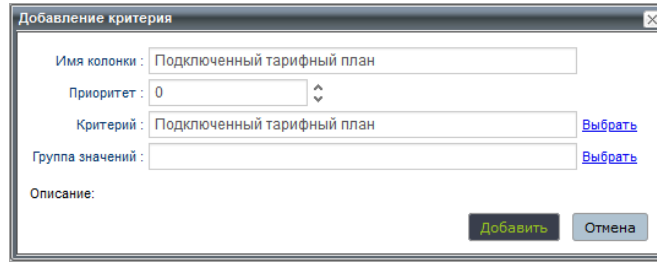 Добавление критерия
Имя колонки : Подключенный тарифный план
Приоритет : 0
Критерий : Подключенный тарифный план Выбрать
Группа значений : Выбрать
Описание:
Добавить Отмена